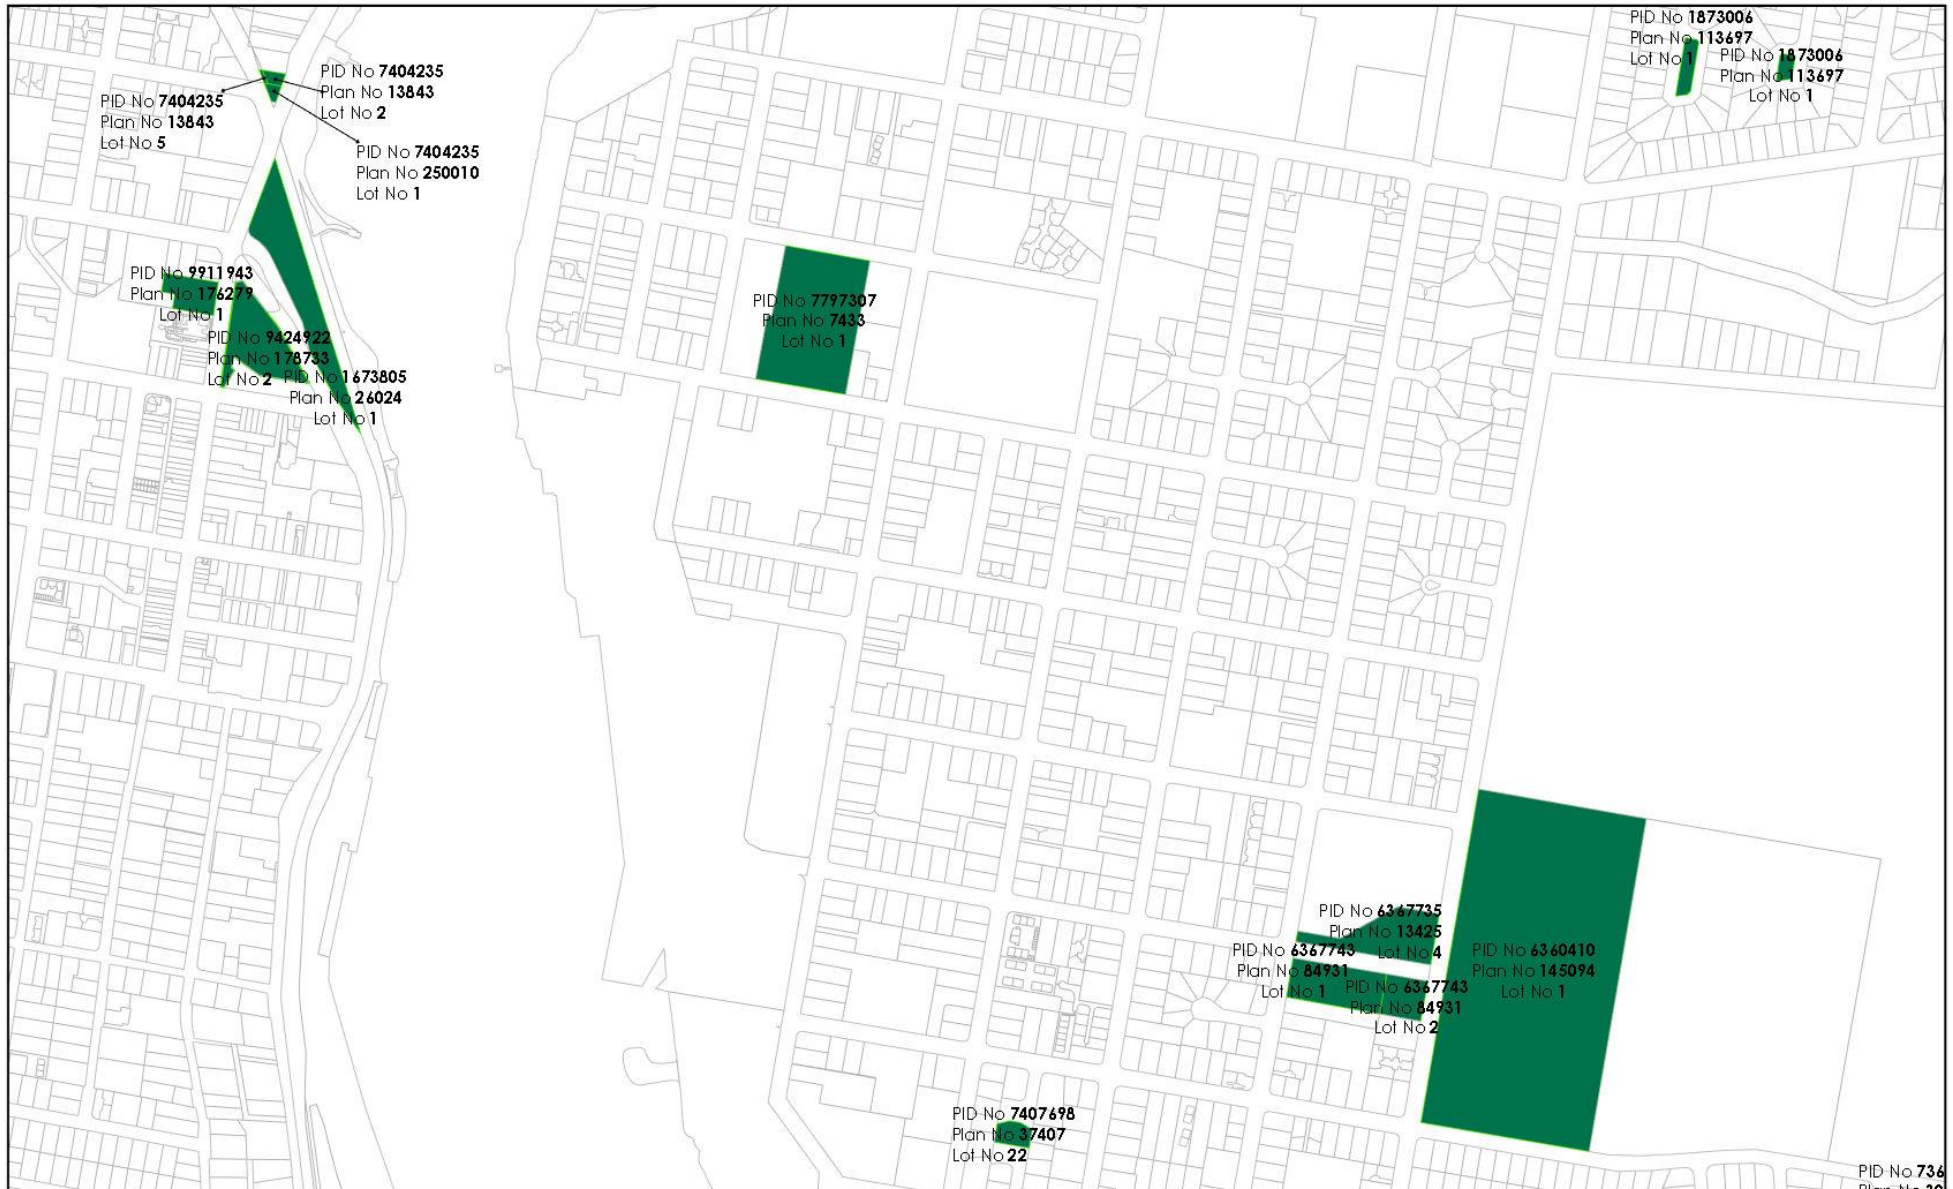 PID No 7404235
Plan No 13843
Lot No 5
PID No 7404235
Plan No 13843
Lot No 2
PID No 7404235
Plan No 250010
Lot No 1
PID No 1873006
Plan No 113697
Lot No 1
PID No 1873006
Plan No 113697
Lot No 1
PID No 9911943
Plan No 176279
Lot No 1
PID No 9424922
Plan No 178733
Lot No 2
PID No 1673805
Plan No 26024
Lot No 1
PID No 7797307
Plan No 7433
Lot No 1
PID No 6367735
Plan No 13425
Lot No 4
PID No 6367743
Plan No 84931
Lot No 1
PID No 6367743
Plan No 84931
Lot No 2
PID No 6360410
Plan No 145094
Lot No 1
PID No 7407698
Plan No 37407
Lot No 22
PID No 736